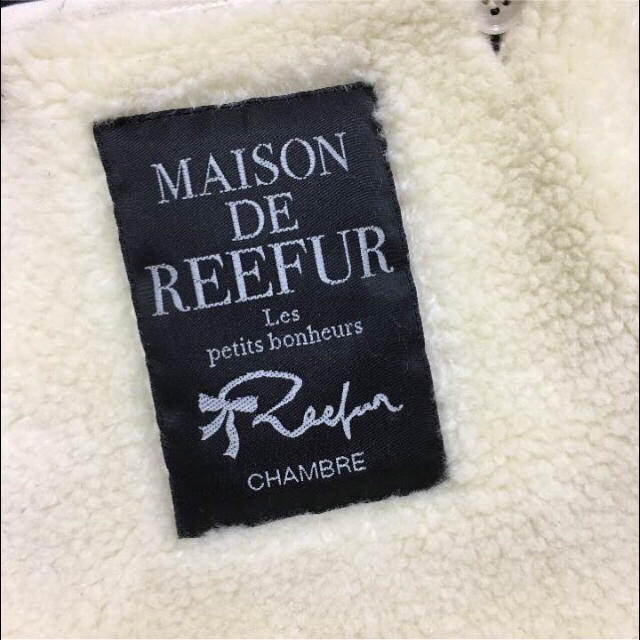 MAISON
DE
REEFUR
Les
petits bonheurs
Reefur
CHAMBRE